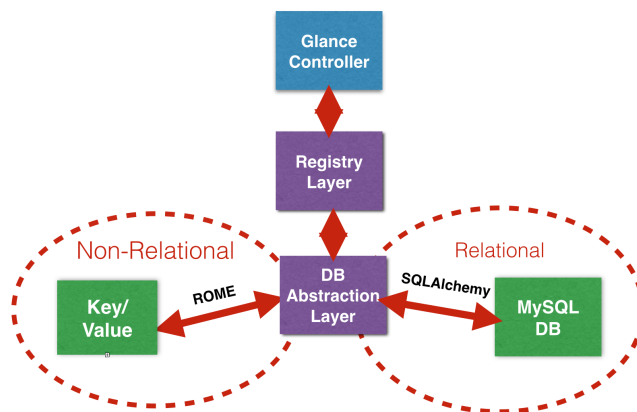 Glance
Controller
Registry
Layer
Non-Relational
Relational
ROME
SQLAlchemy
DB
Abstraction
Layer
Key/
Value
MySQL
DB